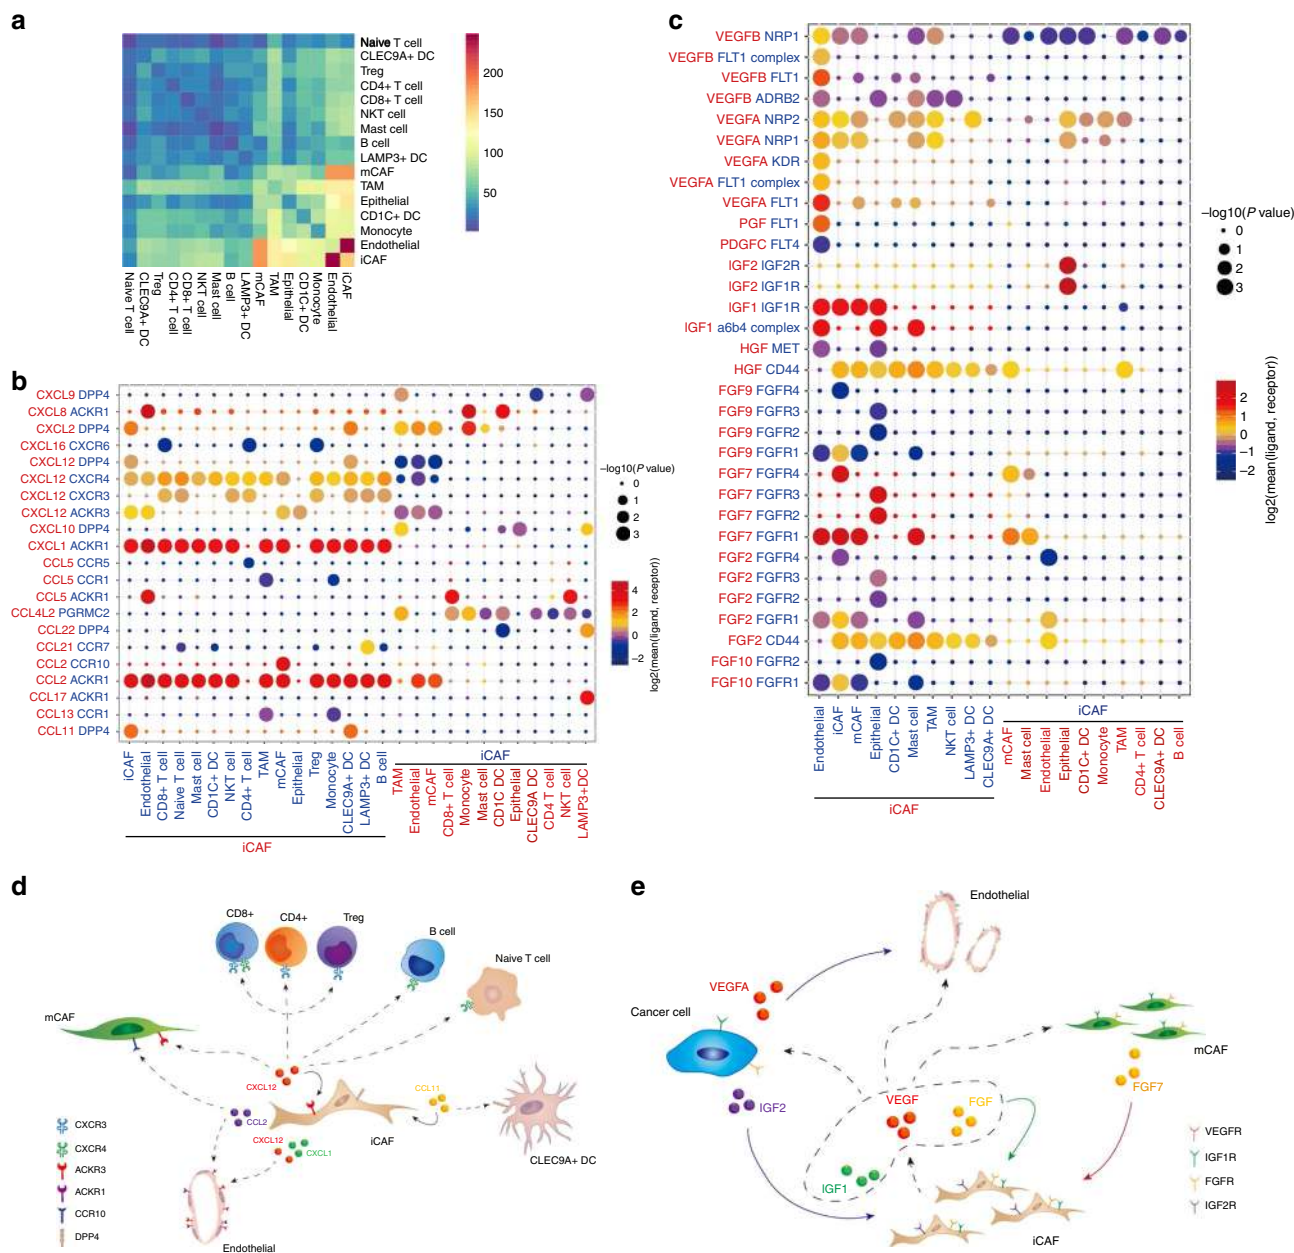 a
Naive T cell
CLEC9A+ DC
Treg
CD4+ T cell
CD8+ T cell
NKT cell
Mast cell
B cell
LAMP3+ DC
mCAF
TAM
Epithelial
CD1C+ DC
Monocyte
Endothelial
iCAF
200
150
100
50
Naive T cell
CLEC9A+ DC
Treg
CD4+ T cell
CD8+ T cell
NKT cell
Mast cell
B cell
LAMP3+ DC
mCAF
TAM
Epithelial
CD1C+ DC
Monocyte
Endothelial
iCAF
b
CXCL9 DPP4
CXCL8 ACKR1
CXCL2 DPP4
CXCL16 CXCR6
CXCL12 DPP4
CXCL12 CXCR4
CXCL12 CXCR3
CXCL12 ACKR3
CXCL10 DPP4
CXCL1 ACKR1
CCL5 CCR5
CCL5 CCR1
CCL5 ACKR1
CCL4L2 PGRMC2
CCL22 DPP4
CCL21 CCR7
CCL2 CCR10
CCL2 ACKR1
CCL17 ACKR1
CCL13 CCR1
CCL11 DPP4
iCAF
Endothelial
CD8+ T cell
Naive T cell
Mast cell
CD1C+ DC
NKT cell
CD4+ T cell
TAM
mCAF
Epithelial
Treg
Monocyte
CLEC9A+ DC
LAMP3+ DC
B cell
iCAF
iCAF
TAM
Endothelial
mCAF
CD8+ T cell
Monocyte
Mast cell
CD1C DC
Epithelial
CLEC9A DC
CD4 T cell
NKT cell
LAMP3+DC
−log10(P value)
0
1
2
3
log2(mean(ligand, receptor))
4
2
0
−2
c
VEGFB NRP1
VEGFB FLT1 complex
VEGFB FLT1
VEGFB ADRB2
VEGFA NRP2
VEGFA NRP1
VEGFA KDR
VEGFA FLT1 complex
VEGFA FLT1
PGF FLT1
PDGFC FLT4
IGF2 IGF2R
IGF2 IGF1R
IGF1 IGF1R
IGF1 a6b4 complex
HGF MET
HGF CD44
FGF9 FGFR4
FGF9 FGFR3
FGF9 FGFR2
FGF9 FGFR1
FGF7 FGFR4
FGF7 FGFR3
FGF7 FGFR2
FGF7 FGFR1
FGF2 FGFR4
FGF2 FGFR3
FGF2 FGFR2
FGF2 FGFR1
FGF2 CD44
FGF10 FGFR2
FGF10 FGFR1
Endothelial
iCAF
mCAF
Epithelial
CD1C+ DC
Mast cell
TAM
NKT cell
LAMP3+ DC
CLEC9A+ DC
iCAF
iCAF
mCAF
Mast cell
Endothelial
Epithelial
CD1C+ DC
Monocyte
TAM
CD4+ T cell
CLEC9A+ DC
B cell
−log10(P value)
0
1
2
3
log2(mean(ligand, receptor))
2
1
0
−1
−2
d
CD8+
CD4+
Treg
B cell
Naive T cell
mCAF
CXCL12
CCL2
CCL11
iCAF
CXCL12
CXCL1
CLEC9A+ DC
Endothelial
CXCR3
CXCR4
ACKR3
ACKR1
CCR10
DPP4
e
Endothelial
VEGFA
Cancer cell
mCAF
FGF7
IGF2
VEGF
FGF
IGF1
iCAF
VEGFR
IGF1R
FGFR
IGF2R